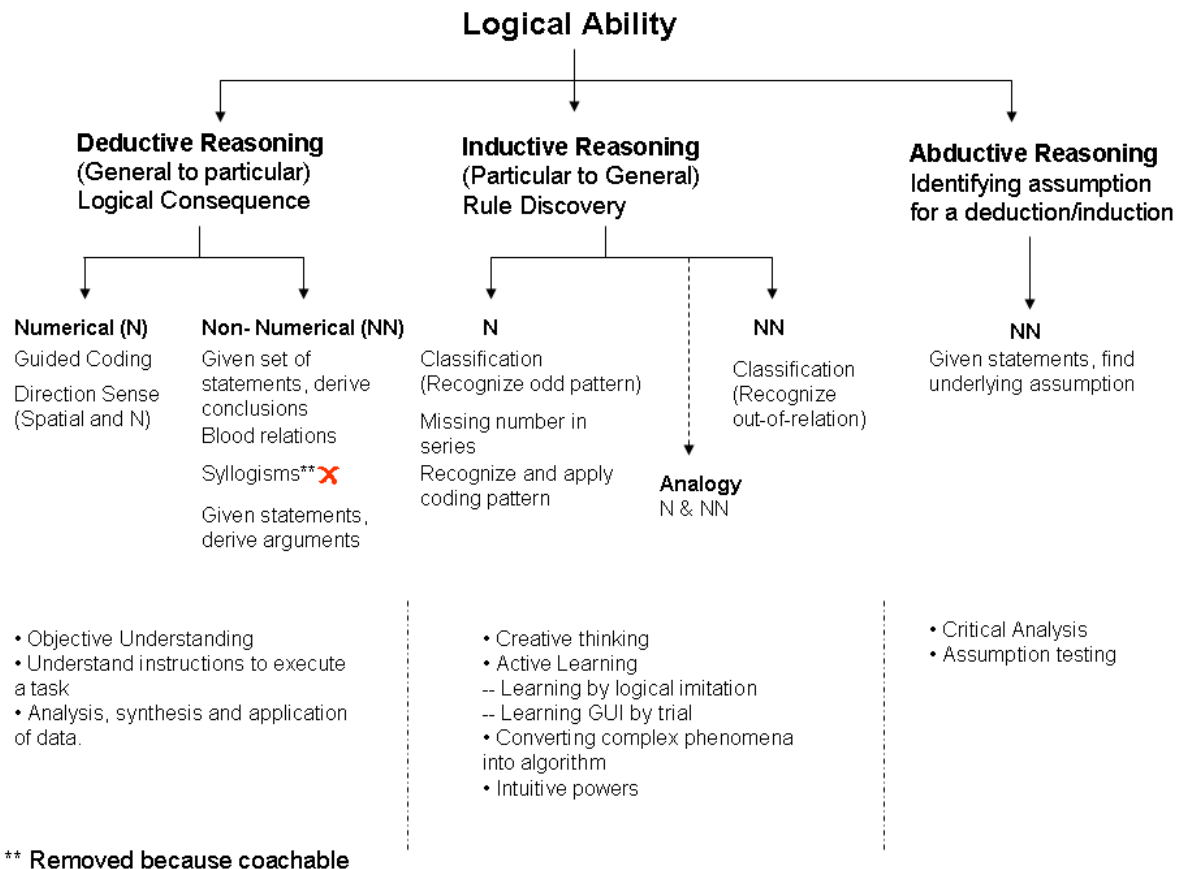 Logical Ability
Deductive Reasoning
(General to particular)
Logical Consequence
Inductive Reasoning
(Particular to General)
Rule Discovery
Abductive Reasoning
Identifying assumption
for a deduction/induction
Numerical (N)
Guided Coding
Direction Sense
(Spatial and N)
Non- Numerical (NN)
Given set of
statements, derive
conclusions
Blood relations
Syllogisms**
Given statements,
derive arguments
N
Classification
(Recognize odd pattern)
Missing number in
series
Recognize and apply
coding pattern
Analogy
N & NN
NN
Classification
(Recognize
out-of-relation)
NN
Given statements, find
underlying assumption
• Objective Understanding
• Understand instructions to execute
a task
• Analysis, synthesis and application
of data.
• Creative thinking
• Active Learning
-- Learning by logical imitation
-- Learning GUI by trial
• Converting complex phenomena
into algorithm
• Intuitive powers
• Critical Analysis
• Assumption testing
** Removed because coachable